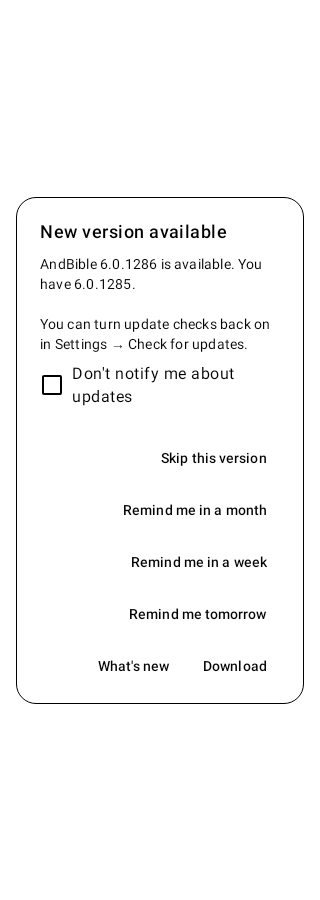 New version available
AndBible 6.0.1286 is available. You
have 6.0.1285.
You can turn update checks back on
in Settings → Check for updates.
Don't notify me about
updates
Skip this version
Remind me in a month
Remind me in a week
Remind me tomorrow
What's new Download